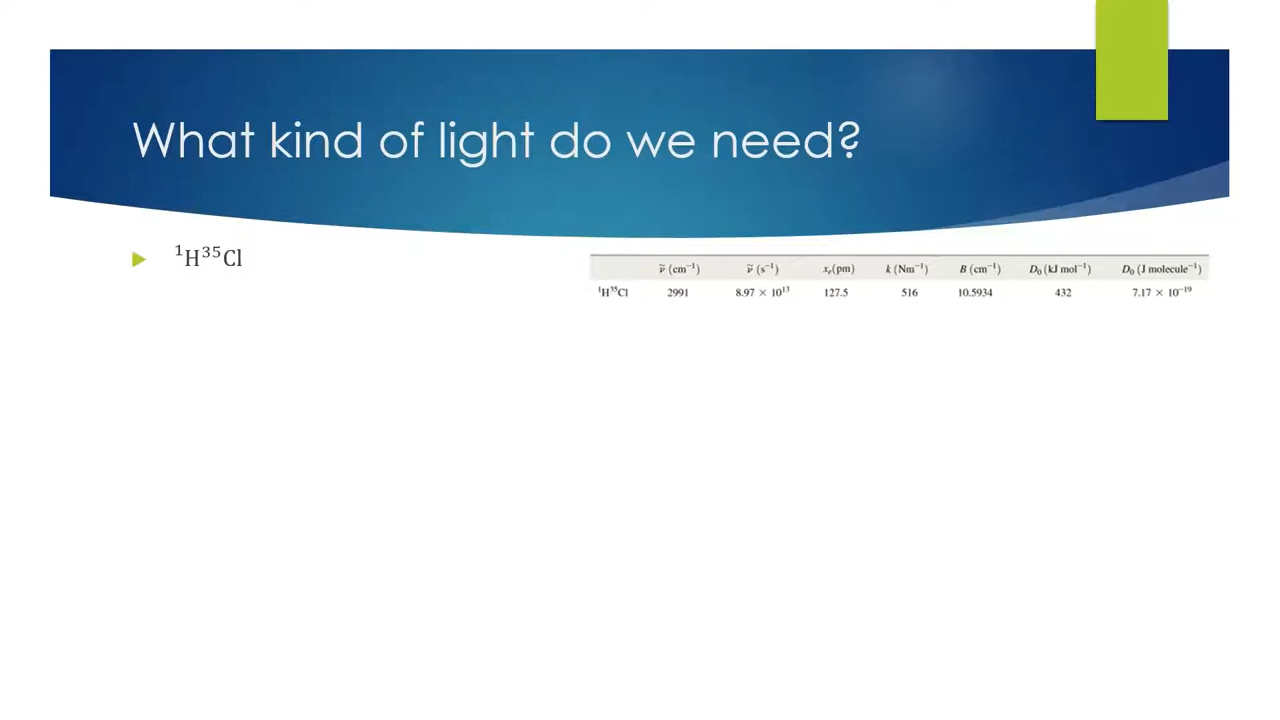 What kind of light do we need?
¹H³⁵Cl
ν̃ (cm⁻¹) ν̃ (s⁻¹) xₑ(pm) k (Nm⁻¹) B (cm⁻¹) D₀ (kJ mol⁻¹) D₀ (J molecule⁻¹)
¹H³⁵Cl 2991 8.97 × 10¹³ 127.5 516 10.5934 432 7.17 × 10⁻¹⁹